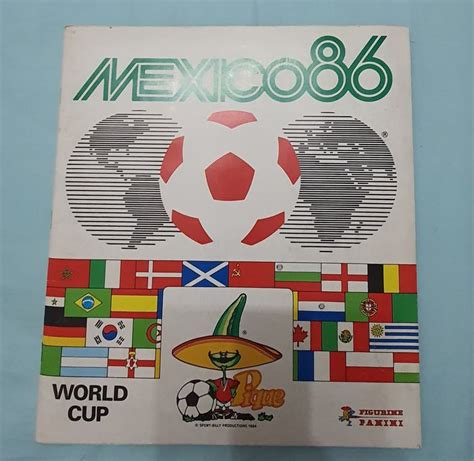 MEXICO86
Pique
WORLD
CUP
© SPORT-BILLY PRODUCTIONS 1984
FIGURINE
PANINI